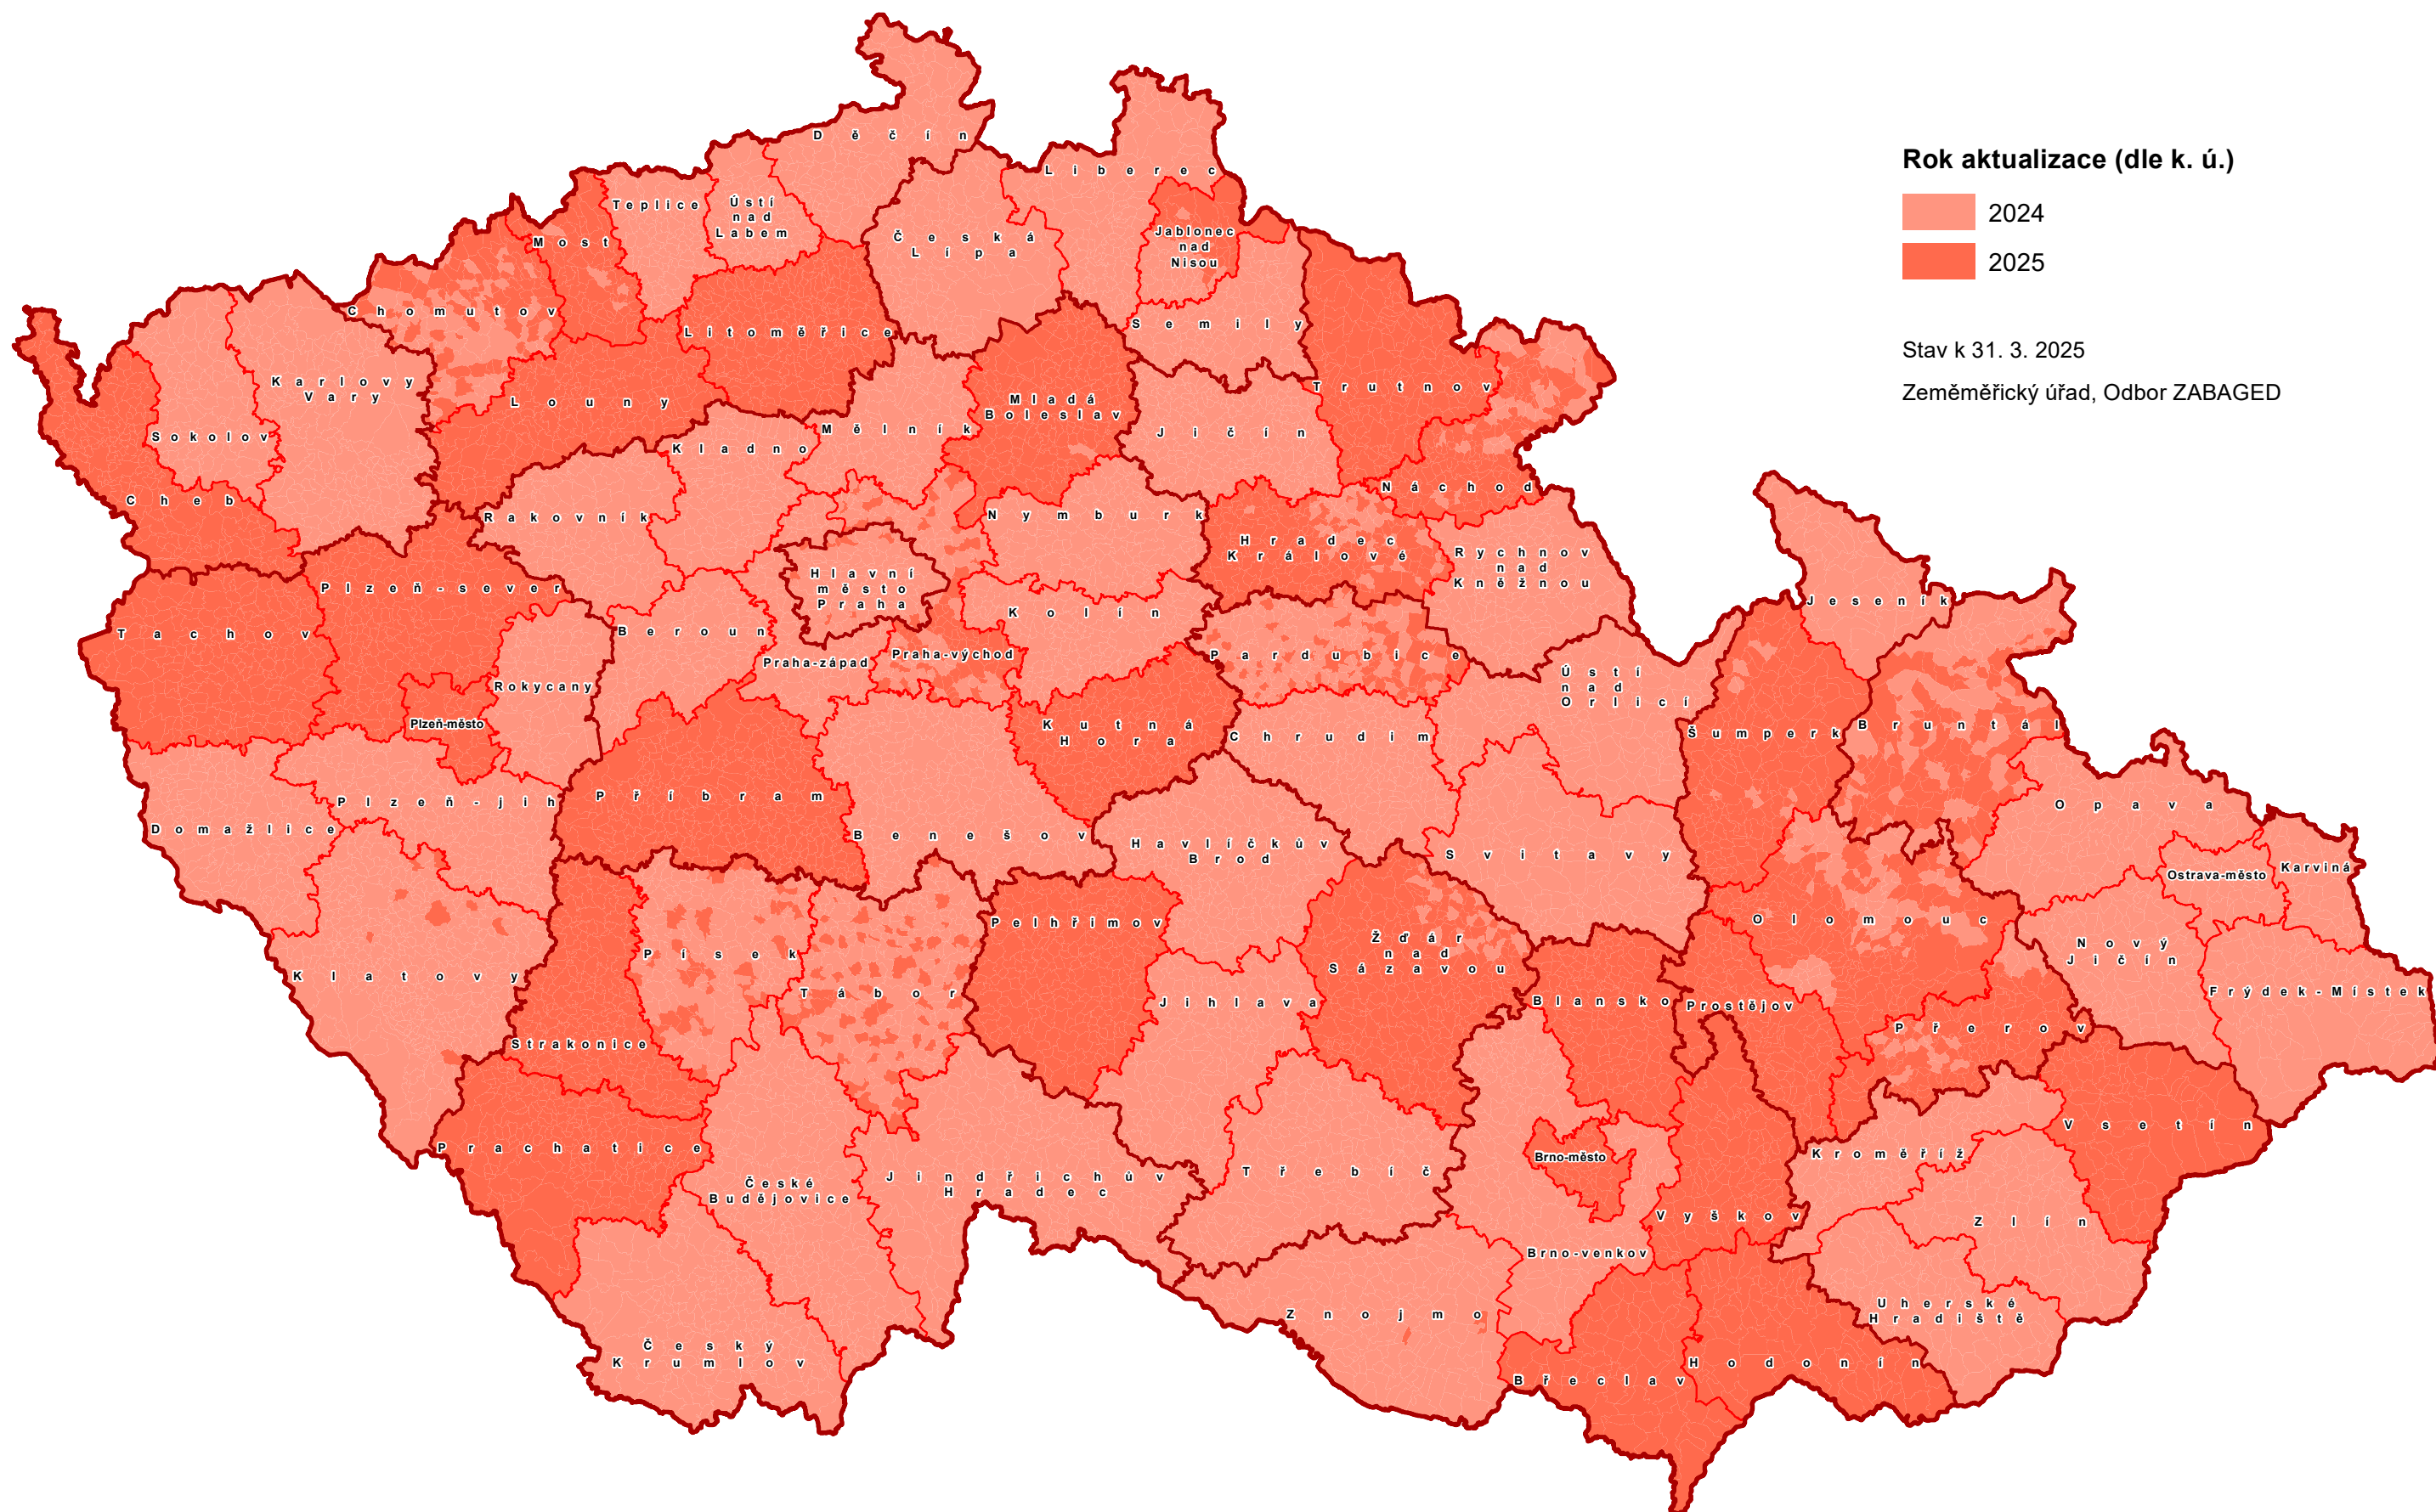 Rok aktualizace (dle k. ú.)
2024
2025
Stav k 31. 3. 2025
Zeměměřický úřad, Odbor ZABAGED
Děčín
Liberec
Teplice
Ústí
nad
Labem
Česká
Lípa
Most
Jablonec
nad
Nisou
Chomutov
Litoměřice
Semily
Karlovy
Vary
Louny
Mladá
Boleslav
Trutnov
Sokolov
Mělník
Jičín
Kladno
Cheb
Náchod
Rakovník
Nymburk
Hradec
Králové
Rychnov
nad
Kněžnou
Hlavní
město
Praha
Plzeň-sever
Jeseník
Kolín
Tachov
Beroun
Praha-západ
Praha-východ
Pardubice
Rokycany
Ústí
nad
Orlicí
Plzeň-město
Kutná
Hora
Chrudim
Šumperk
Bruntál
Plzeň-jih
Příbram
Opava
Domažlice
Benešov
Havlíčkův
Brod
Svitavy
Ostrava-město
Karviná
Pelhřimov
Olomouc
Žďár
nad
Sázavou
Nový
Jičín
Písek
Klatovy
Tábor
Jihlava
Blansko
Prostějov
Frýdek-Místek
Přerov
Strakonice
Vsetín
Prachatice
Kroměříž
Brno-město
Třebíč
České
Budějovice
Jindřichův
Hradec
Vyškov
Zlín
Brno-venkov
Znojmo
Uherské
Hradiště
Český
Krumlov
Hodonín
Břeclav